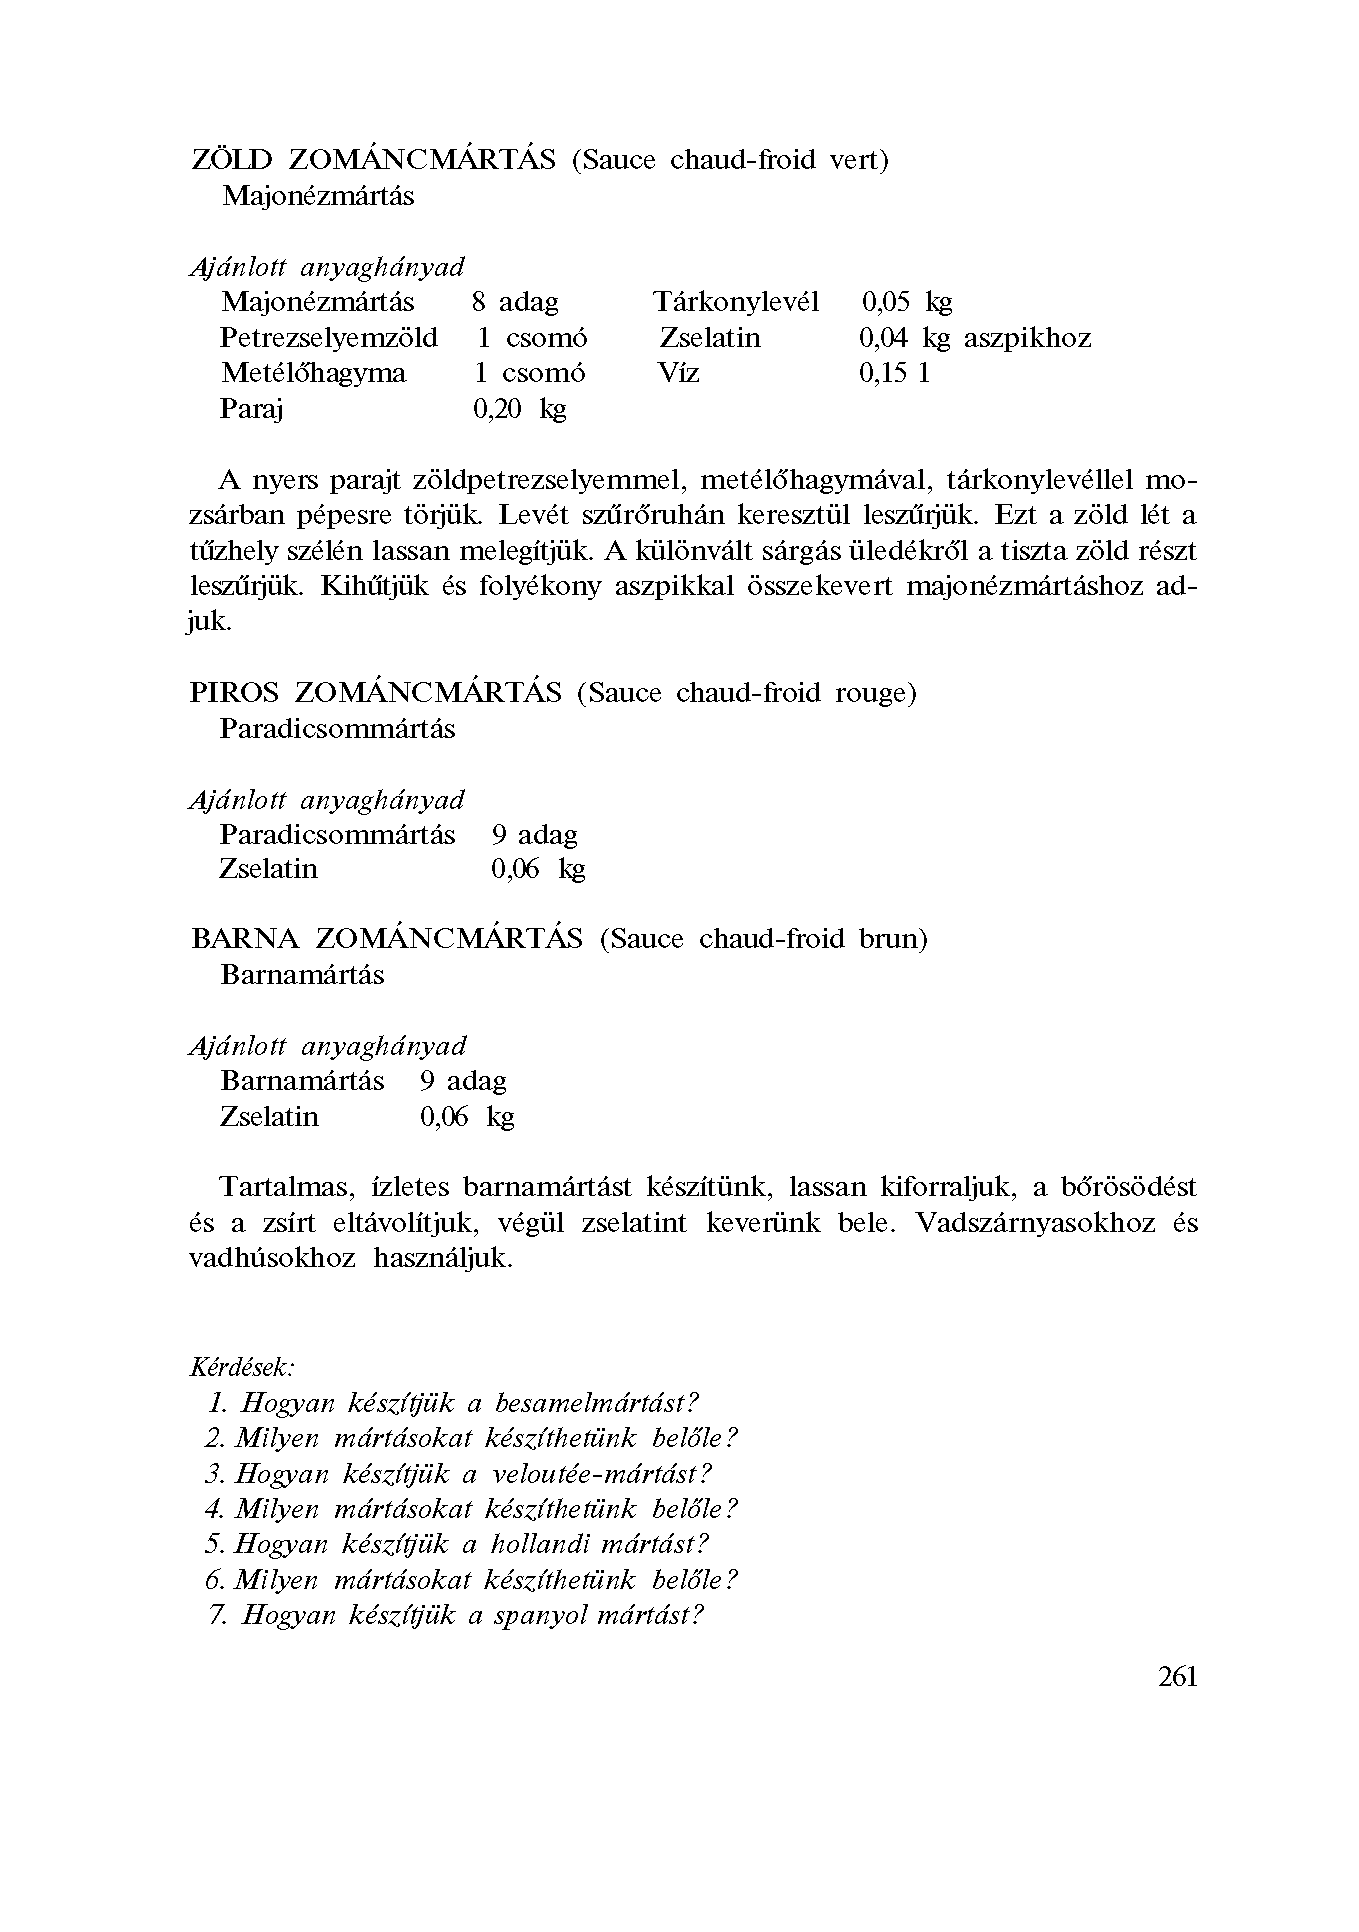 ZÖLD ZOMÁNCMÁRTÁS (Sauce chaud-froid vert)
Majonézmártás
Ajánlott anyaghányad
Majonézmártás 8 adag Tárkonylevél 0,05 kg
Petrezselyemzöld 1 csomó Zselatin 0,04 kg aszpikhoz
Metélőhagyma 1 csomó Víz 0,15 l
Paraj 0,20 kg
A nyers parajt zöldpetrezselyemmel, metélőhagymával, tárkonylevéllel mo-
zsárban pépesre törjük. Levét szűrőruhán keresztül leszűrjük. Ezt a zöld lét a
tűzhely szélén lassan melegítjük. A különvált sárgás üledékről a tiszta zöld részt
leszűrjük. Kihűtjük és folyékony aszpikkal összekevert majonézmártáshoz ad-
juk.
PIROS ZOMÁNCMÁRTÁS (Sauce chaud-froid rouge)
Paradicsommártás
Ajánlott anyaghányad
Paradicsommártás 9 adag
Zselatin 0,06 kg
BARNA ZOMÁNCMÁRTÁS (Sauce chaud-froid brun)
Barnamártás
Ajánlott anyaghányad
Barnamártás 9 adag
Zselatin 0,06 kg
Tartalmas, ízletes barnamártást készítünk, lassan kiforraljuk, a bőrösödést
és a zsírt eltávolítjuk, végül zselatint keverünk bele. Vadszárnyasokhoz és
vadhúsokhoz használjuk.
Kérdések:
1. Hogyan készítjük a besamelmártást?
2. Milyen mártásokat készíthetünk belőle?
3. Hogyan készítjük a veloutée-mártást?
4. Milyen mártásokat készíthetünk belőle?
5. Hogyan készítjük a hollandi mártást?
6. Milyen mártásokat készíthetünk belőle?
7. Hogyan készítjük a spanyol mártást?
261